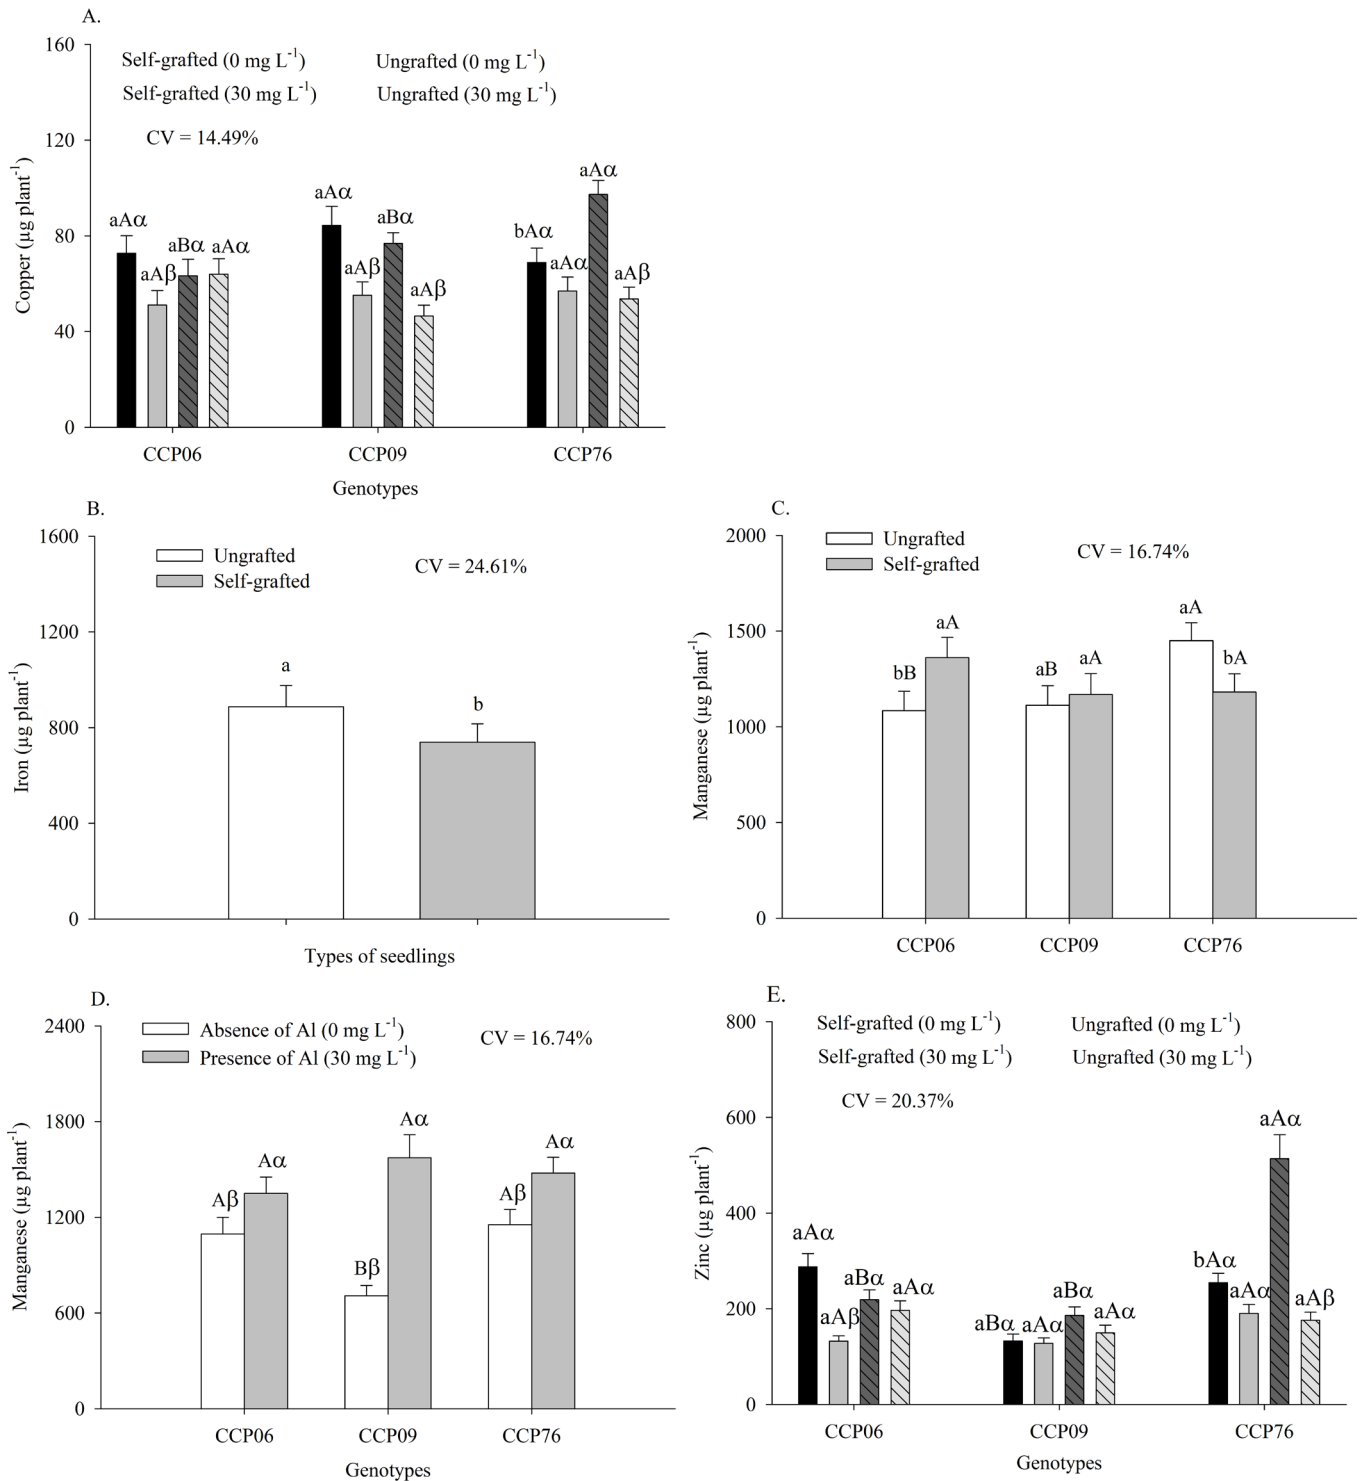 A.
160
120
80
40
0
Copper (µg plant⁻¹)
Self-grafted (0 mg L⁻¹) Ungrafted (0 mg L⁻¹)
Self-grafted (30 mg L⁻¹) Ungrafted (30 mg L⁻¹)
CV = 14.49%
aAα aAβ aBα aAα
aAα aAβ aBα aAβ
bAα aAα aAα aAβ
CCP06 CCP09 CCP76
Genotypes
B.
1600
1200
800
400
0
Iron (µg plant⁻¹)
Ungrafted
Self-grafted
CV = 24.61%
a b
Types of seedlings
C.
2000
1500
1000
500
0
Manganese (µg plant⁻¹)
Ungrafted
Self-grafted
CV = 16.74%
bB aA aB aA aA bA
CCP06 CCP09 CCP76
D.
2400
1800
1200
600
0
Manganese (µg plant⁻¹)
Absence of Al (0 mg L⁻¹)
Presence of Al (30 mg L⁻¹)
CV = 16.74%
Aβ Aα Bβ Aα Aβ Aα
CCP06 CCP09 CCP76
Genotypes
E.
800
600
400
200
0
Zinc (µg plant⁻¹)
Self-grafted (0 mg L⁻¹) Ungrafted (0 mg L⁻¹)
Self-grafted (30 mg L⁻¹) Ungrafted (30 mg L⁻¹)
CV = 20.37%
aAα aAβ aBα aAα
aBα aAα aBα aAα
bAα aAα aAα aAβ
CCP06 CCP09 CCP76
Genotypes